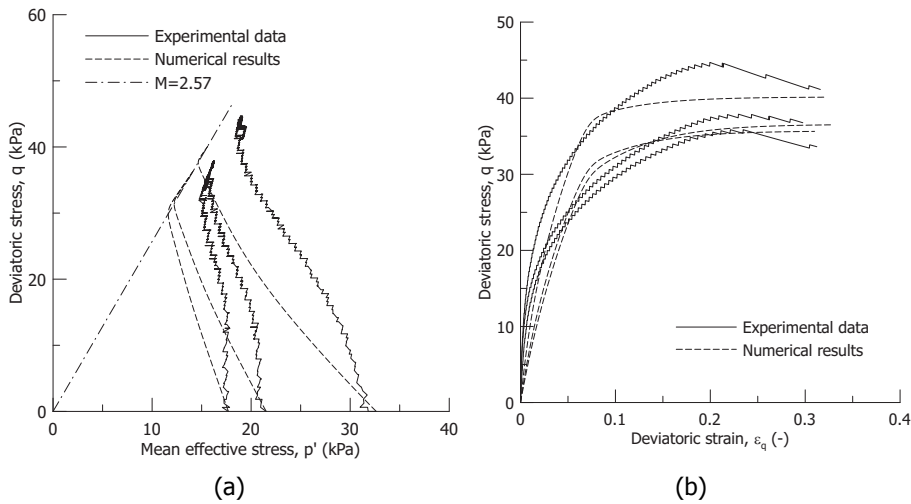 60
Experimental data
Numerical results
M=2.57
40
20
0
Deviatoric stress, q (kPa)
0 10 20 30 40
Mean effective stress, p' (kPa)
(a)
50
40
30
20
10
0
Deviatoric stress, q (kPa)
Experimental data
Numerical results
0 0.1 0.2 0.3 0.4
Deviatoric strain, εq (-)
(b)